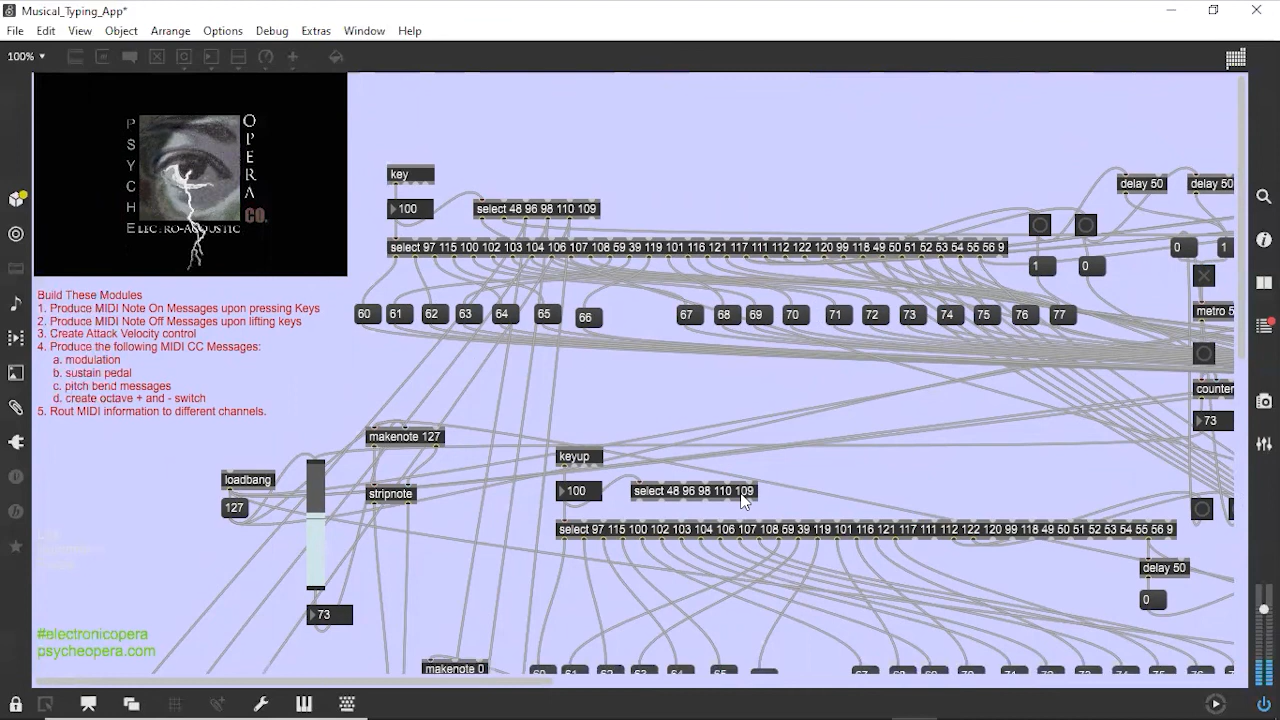 Musical_Typing_App*
File Edit View Object Arrange Options Debug Extras Window Help
100%
PSYCHE
OPERA
CO.
ELECTRO-ACOUSTIC
key
100
select 48 96 98 110 109
select 97 115 100 102 103 104 106 107 108 59 39 119 101 116 121 117 111 112 122 120 99 118 49 50 51 52 53 54 55 56 9
delay 50
delay 50
1
0
0
1
metro 5
counter
73
60 61 62 63 64 65 66 67 68 69 70 71 72 73 74 75 76 77
Build These Modules
1. Produce MIDI Note On Messages upon pressing Keys
2. Produce MIDI Note Off Messages upon lifting keys
3. Create Attack Velocity control
4. Produce the following MIDI CC Messages:
a. modulation
b. sustain pedal
c. pitch bend messages
d. create octave + and - switch
5. Rout MIDI information to different channels.
makenote 127
stripnote
loadbang
127
73
keyup
100
select 48 96 98 110 109
select 97 115 100 102 103 104 106 107 108 59 39 119 101 116 121 117 111 112 122 120 99 118 49 50 51 52 53 54 55 56 9
delay 50
0
makenote 0
#electronicopera
psycheopera.com